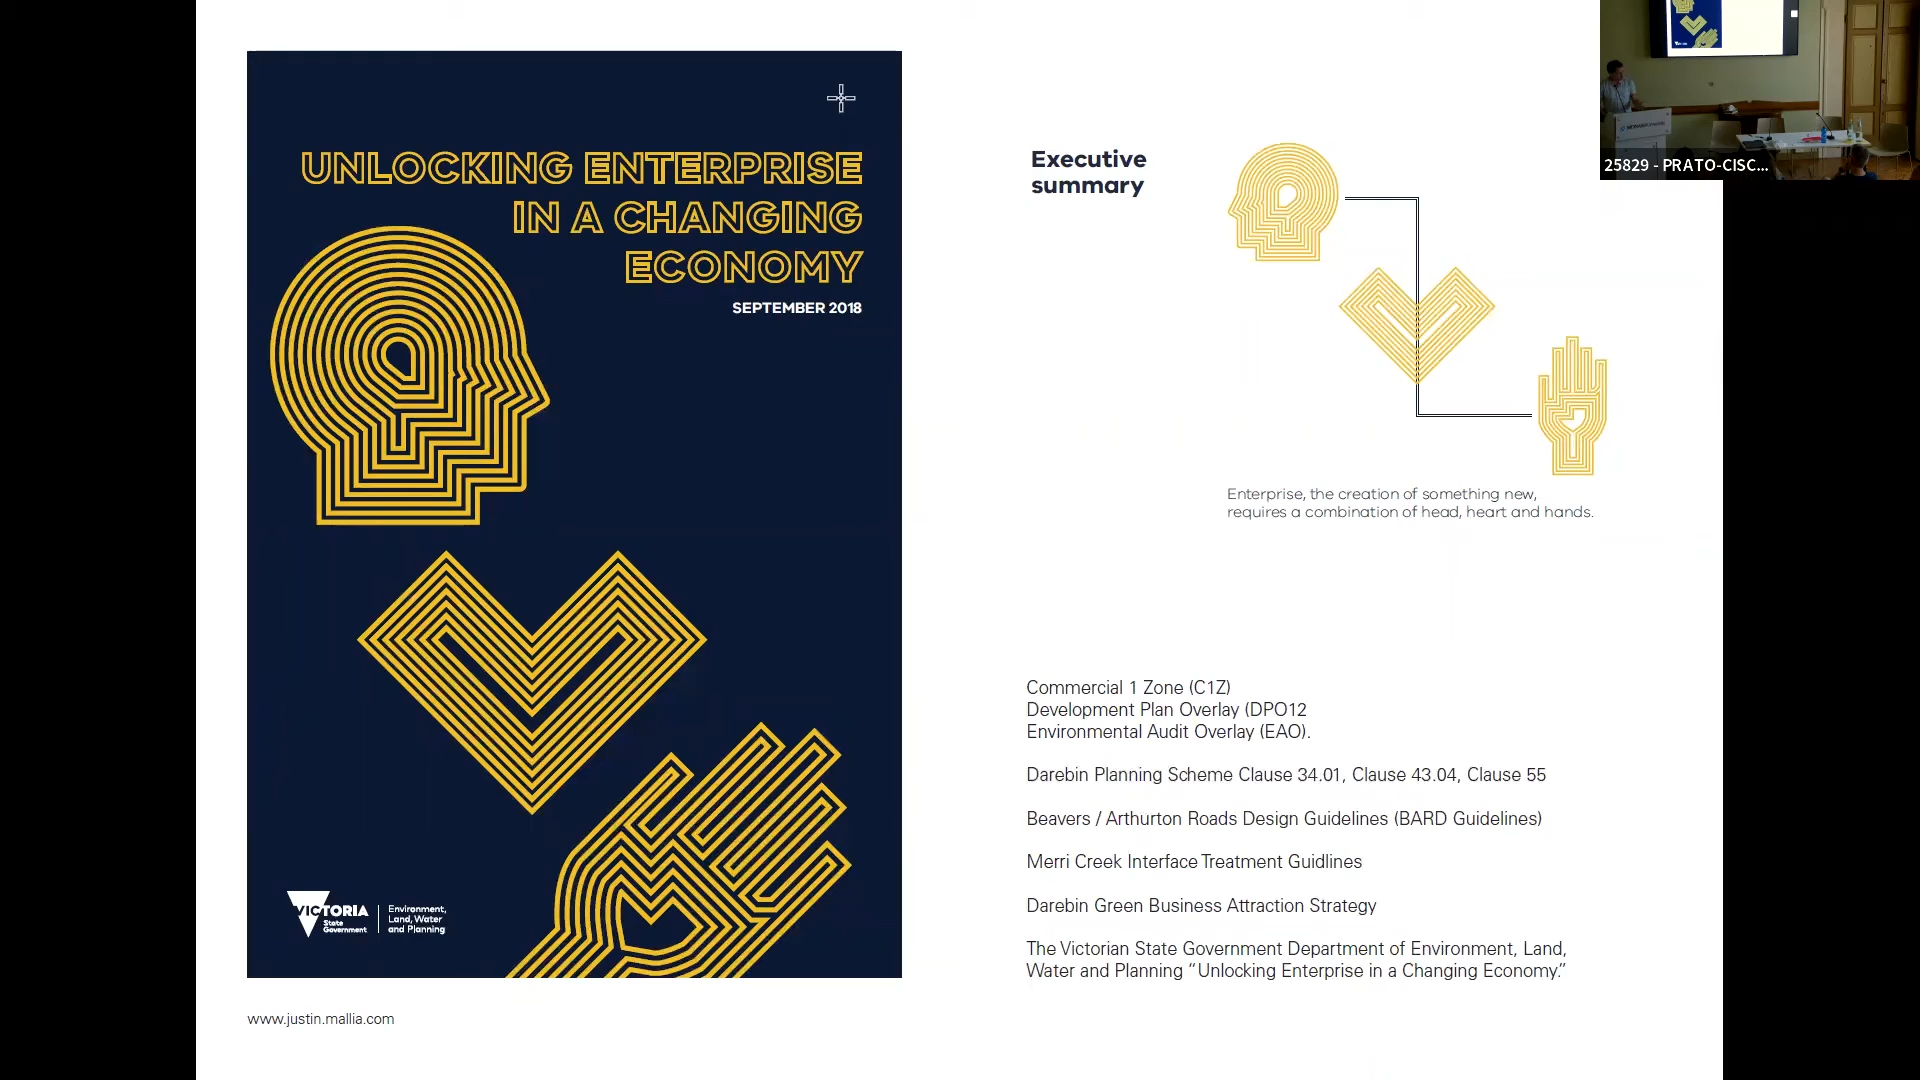 UNLOCKING ENTERPRISE
IN A CHANGING
ECONOMY
SEPTEMBER 2018
VICTORIA
State
Government
Environment,
Land, Water
and Planning
www.justin.mallia.com
Executive
summary
Enterprise, the creation of something new,
requires a combination of head, heart and hands.
Commercial 1 Zone (C1Z)
Development Plan Overlay (DPO12
Environmental Audit Overlay (EAO).
Darebin Planning Scheme Clause 34.01, Clause 43.04, Clause 55
Beavers / Arthurton Roads Design Guidelines (BARD Guidelines)
Merri Creek Interface Treatment Guidlines
Darebin Green Business Attraction Strategy
The Victorian State Government Department of Environment, Land,
Water and Planning “Unlocking Enterprise in a Changing Economy.”
25829 - PRATO-CISC...